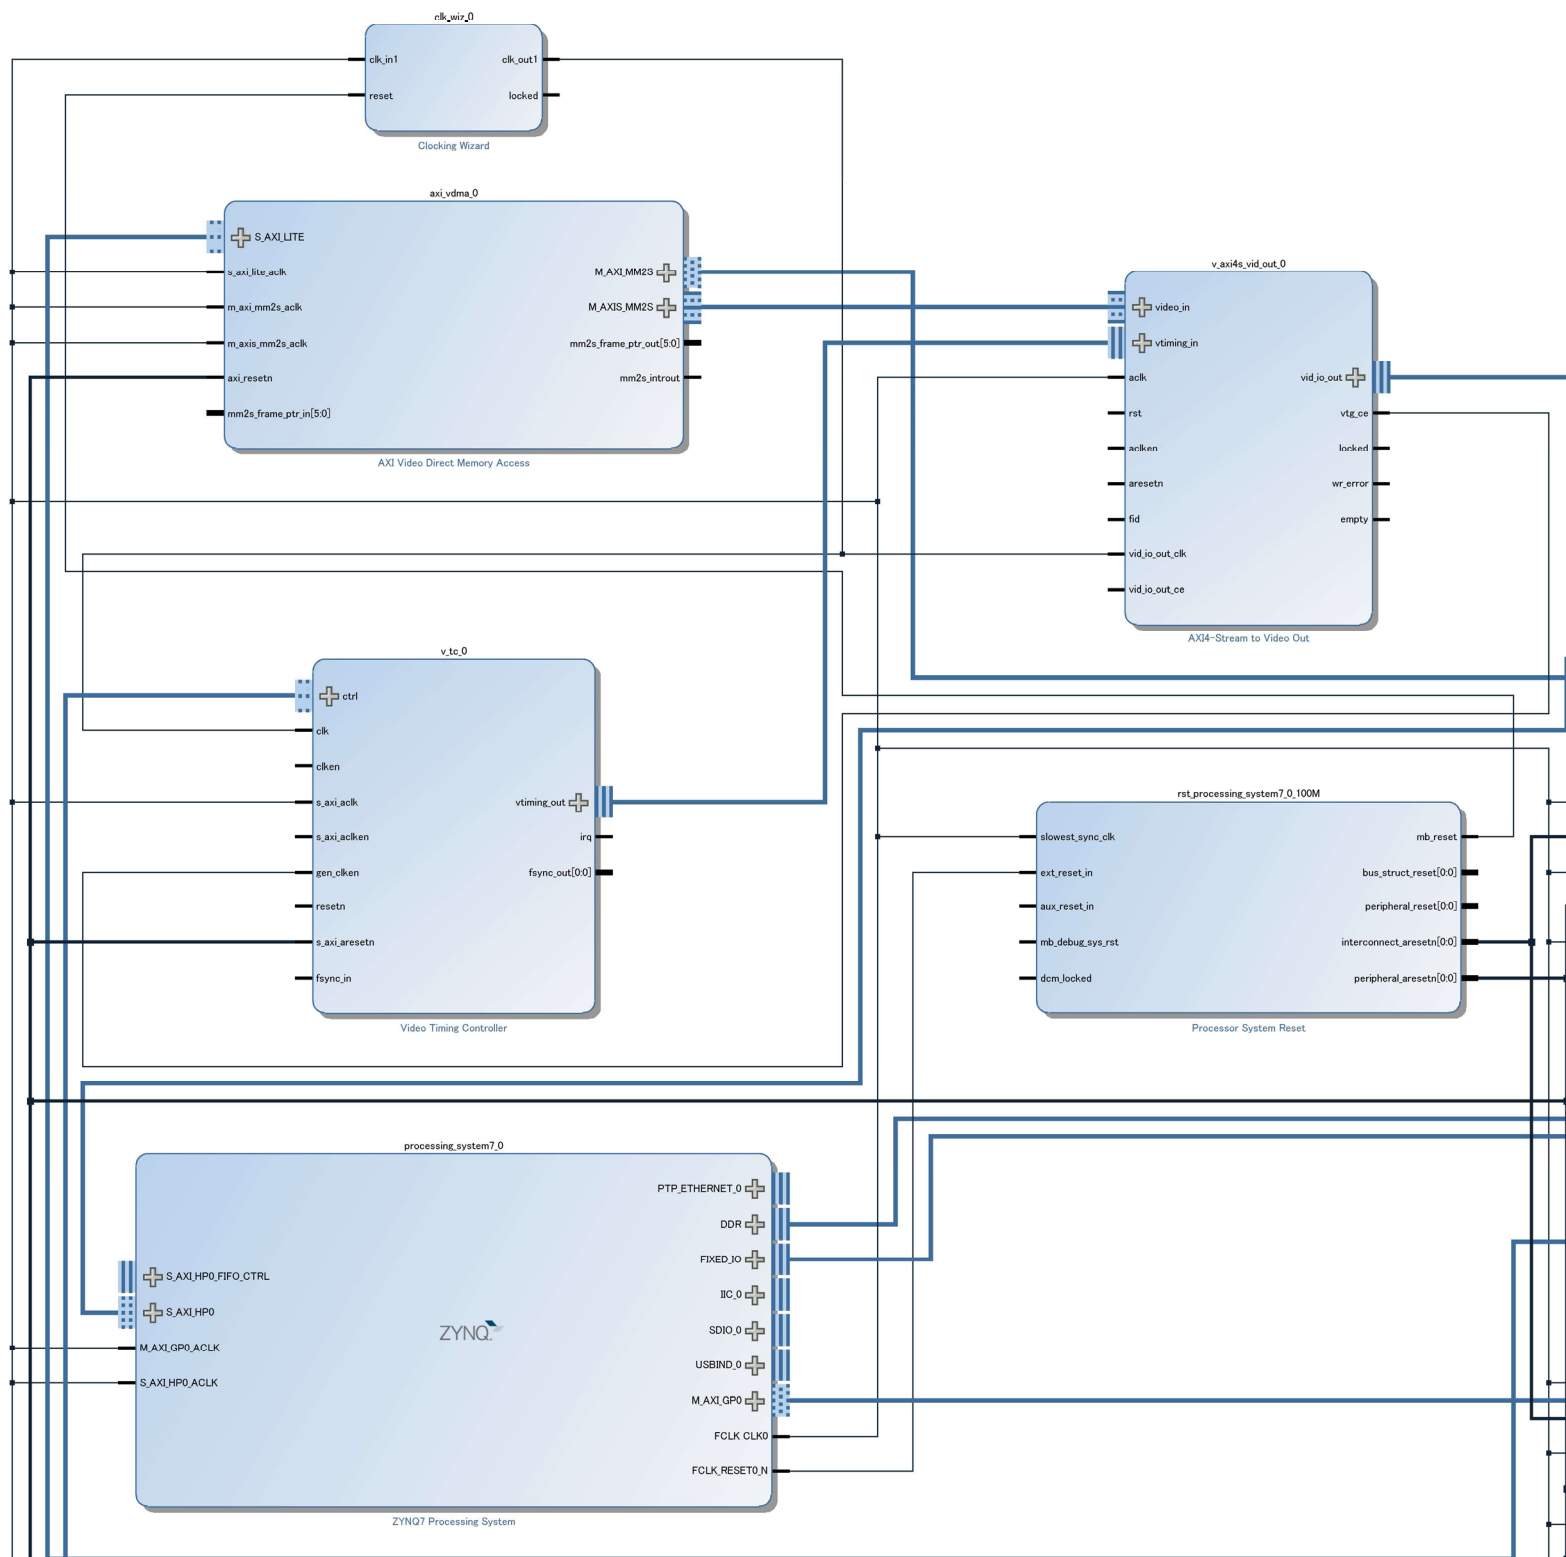 clk_wiz_0
clk_in1
clk_out1
reset
locked
Clocking Wizard
axi_vdma_0
S_AXI_LITE
s_axi_lite_aclk
M_AXI_MM2S
m_axi_mm2s_aclk
M_AXIS_MM2S
m_axis_mm2s_aclk
mm2s_frame_ptr_out[5:0]
axi_resetn
mm2s_introut
mm2s_frame_ptr_in[5:0]
AXI Video Direct Memory Access
v_axi4s_vid_out_0
video_in
vtiming_in
aclk
vid_io_out
rst
vtg_ce
aclken
locked
aresetn
wr_error
fid
empty
vid_io_out_clk
vid_io_out_ce
AXI4-Stream to Video Out
v_tc_0
ctrl
clk
clken
s_axi_aclk
vtiming_out
s_axi_aclken
irq
gen_clken
fsync_out[0:0]
resetn
s_axi_aresetn
fsync_in
Video Timing Controller
rst_processing_system7_0_100M
slowest_sync_clk
mb_reset
ext_reset_in
bus_struct_reset[0:0]
aux_reset_in
peripheral_reset[0:0]
mb_debug_sys_rst
interconnect_aresetn[0:0]
dcm_locked
peripheral_aresetn[0:0]
Processor System Reset
processing_system7_0
PTP_ETHERNET_0
DDR
FIXED_IO
S_AXI_HP0_FIFO_CTRL
IIC_0
S_AXI_HP0
SDIO_0
ZYNQ
M_AXI_GP0_ACLK
USBIND_0
S_AXI_HP0_ACLK
M_AXI_GP0
FCLK_CLK0
FCLK_RESET0_N
ZYNQ7 Processing System